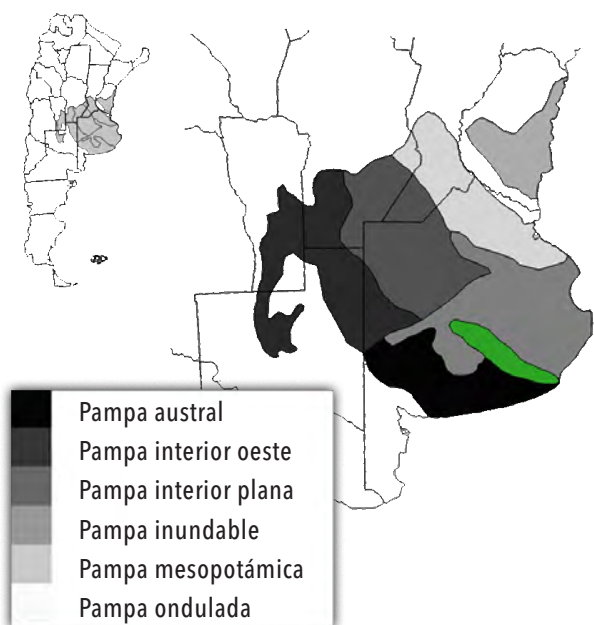 Pampa austral
Pampa interior oeste
Pampa interior plana
Pampa inundable
Pampa mesopotámica
Pampa ondulada